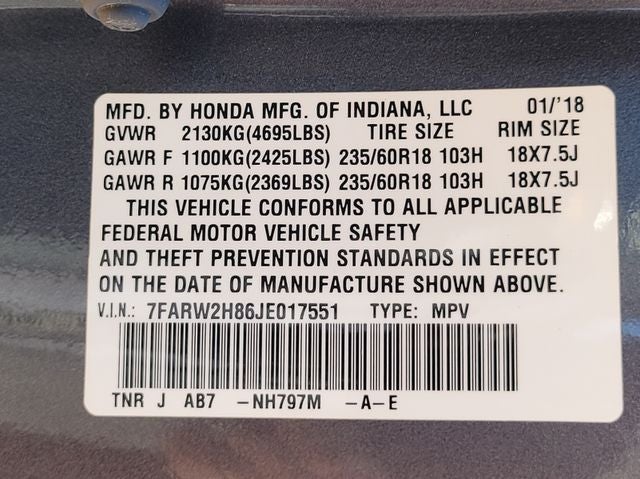 MFD. BY HONDA MFG. OF INDIANA, LLC 01/'18
GVWR 2130KG(4695LBS) TIRE SIZE RIM SIZE
GAWR F 1100KG(2425LBS) 235/60R18 103H 18X7.5J
GAWR R 1075KG(2369LBS) 235/60R18 103H 18X7.5J
THIS VEHICLE CONFORMS TO ALL APPLICABLE
FEDERAL MOTOR VEHICLE SAFETY
AND THEFT PREVENTION STANDARDS IN EFFECT
ON THE DATE OF MANUFACTURE SHOWN ABOVE.
V.I.N.: 7FARW2H86JE017551 TYPE: MPV
TNR J AB7 -NH797M -A-E